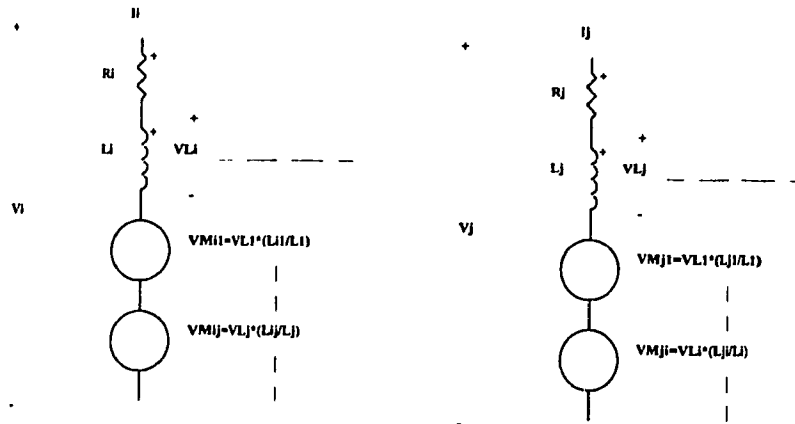 Ii
+
+
Ri
+
+
Li
VLi
-
Vi
VMi1=VL1*(Li1/L1)
VMij=VLj*(Lij/Lj)
-
Ij
+
+
Rj
+
+
Lj
VLj
-
Vj
VMj1=VL1*(Lj1/L1)
VMji=VLi*(Lji/Li)
-